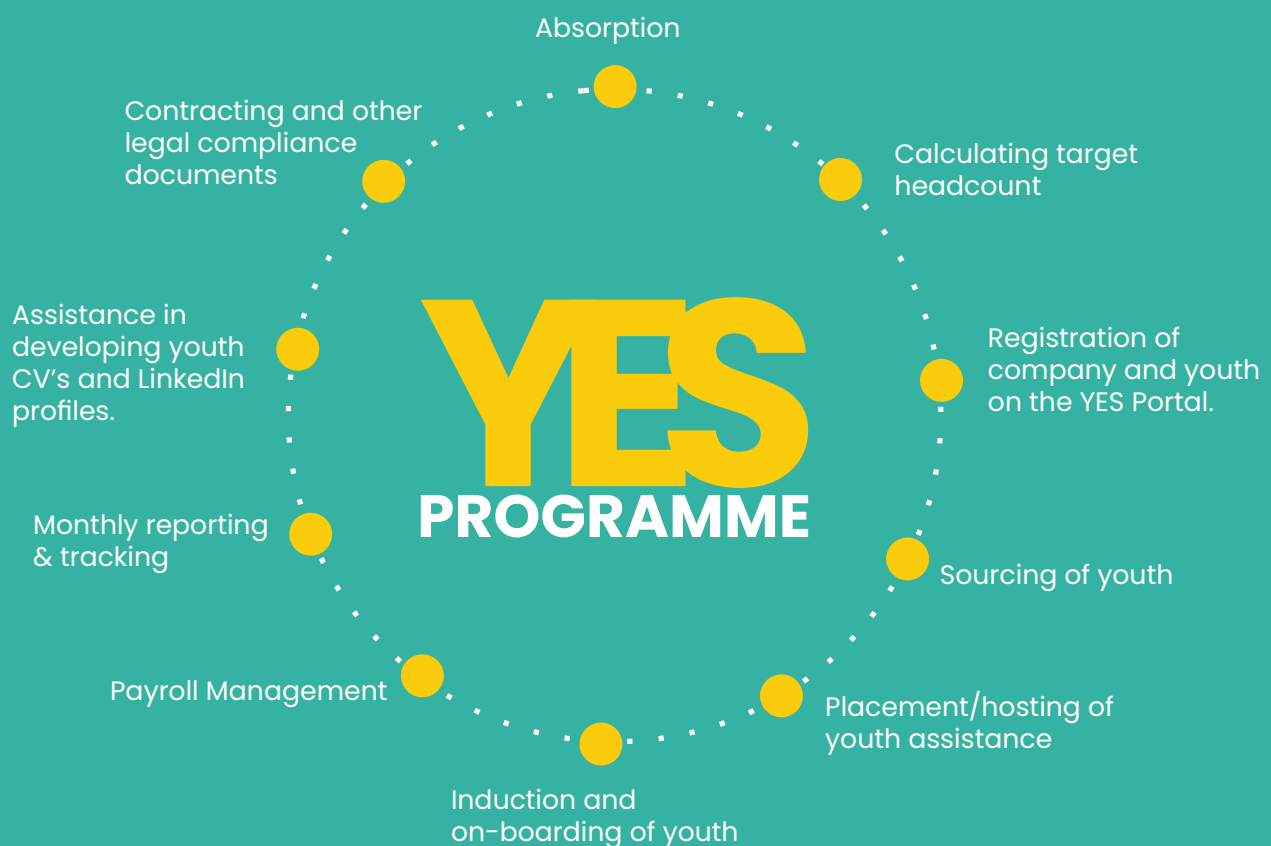 Absorption
Calculating target
headcount
Registration of
company and youth
on the YES Portal.
Sourcing of youth
Placement/hosting of
youth assistance
Induction and
on-boarding of youth
Payroll Management
Monthly reporting
& tracking
Assistance in
developing youth
CV’s and LinkedIn
profiles.
Contracting and other
legal compliance
documents
YES
PROGRAMME